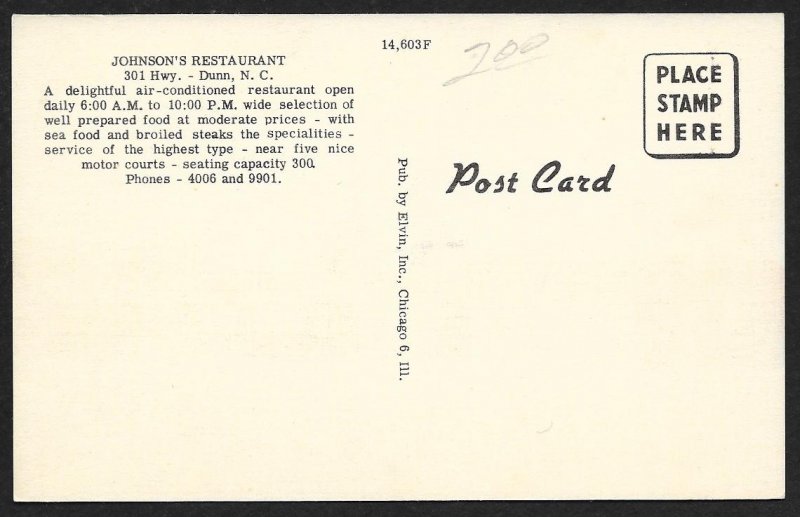 14,603F
200
JOHNSON'S RESTAURANT
301 Hwy. - Dunn, N. C.
A delightful air-conditioned restaurant open
daily 6:00 A.M. to 10:00 P.M. wide selection of
well prepared food at moderate prices - with
sea food and broiled steaks the specialities -
service of the highest type - near five nice
motor courts - seating capacity 300.
Phones - 4006 and 9901.
Pub. by Elvin, Inc., Chicago 6, Ill.
Post Card
PLACE
STAMP
HERE